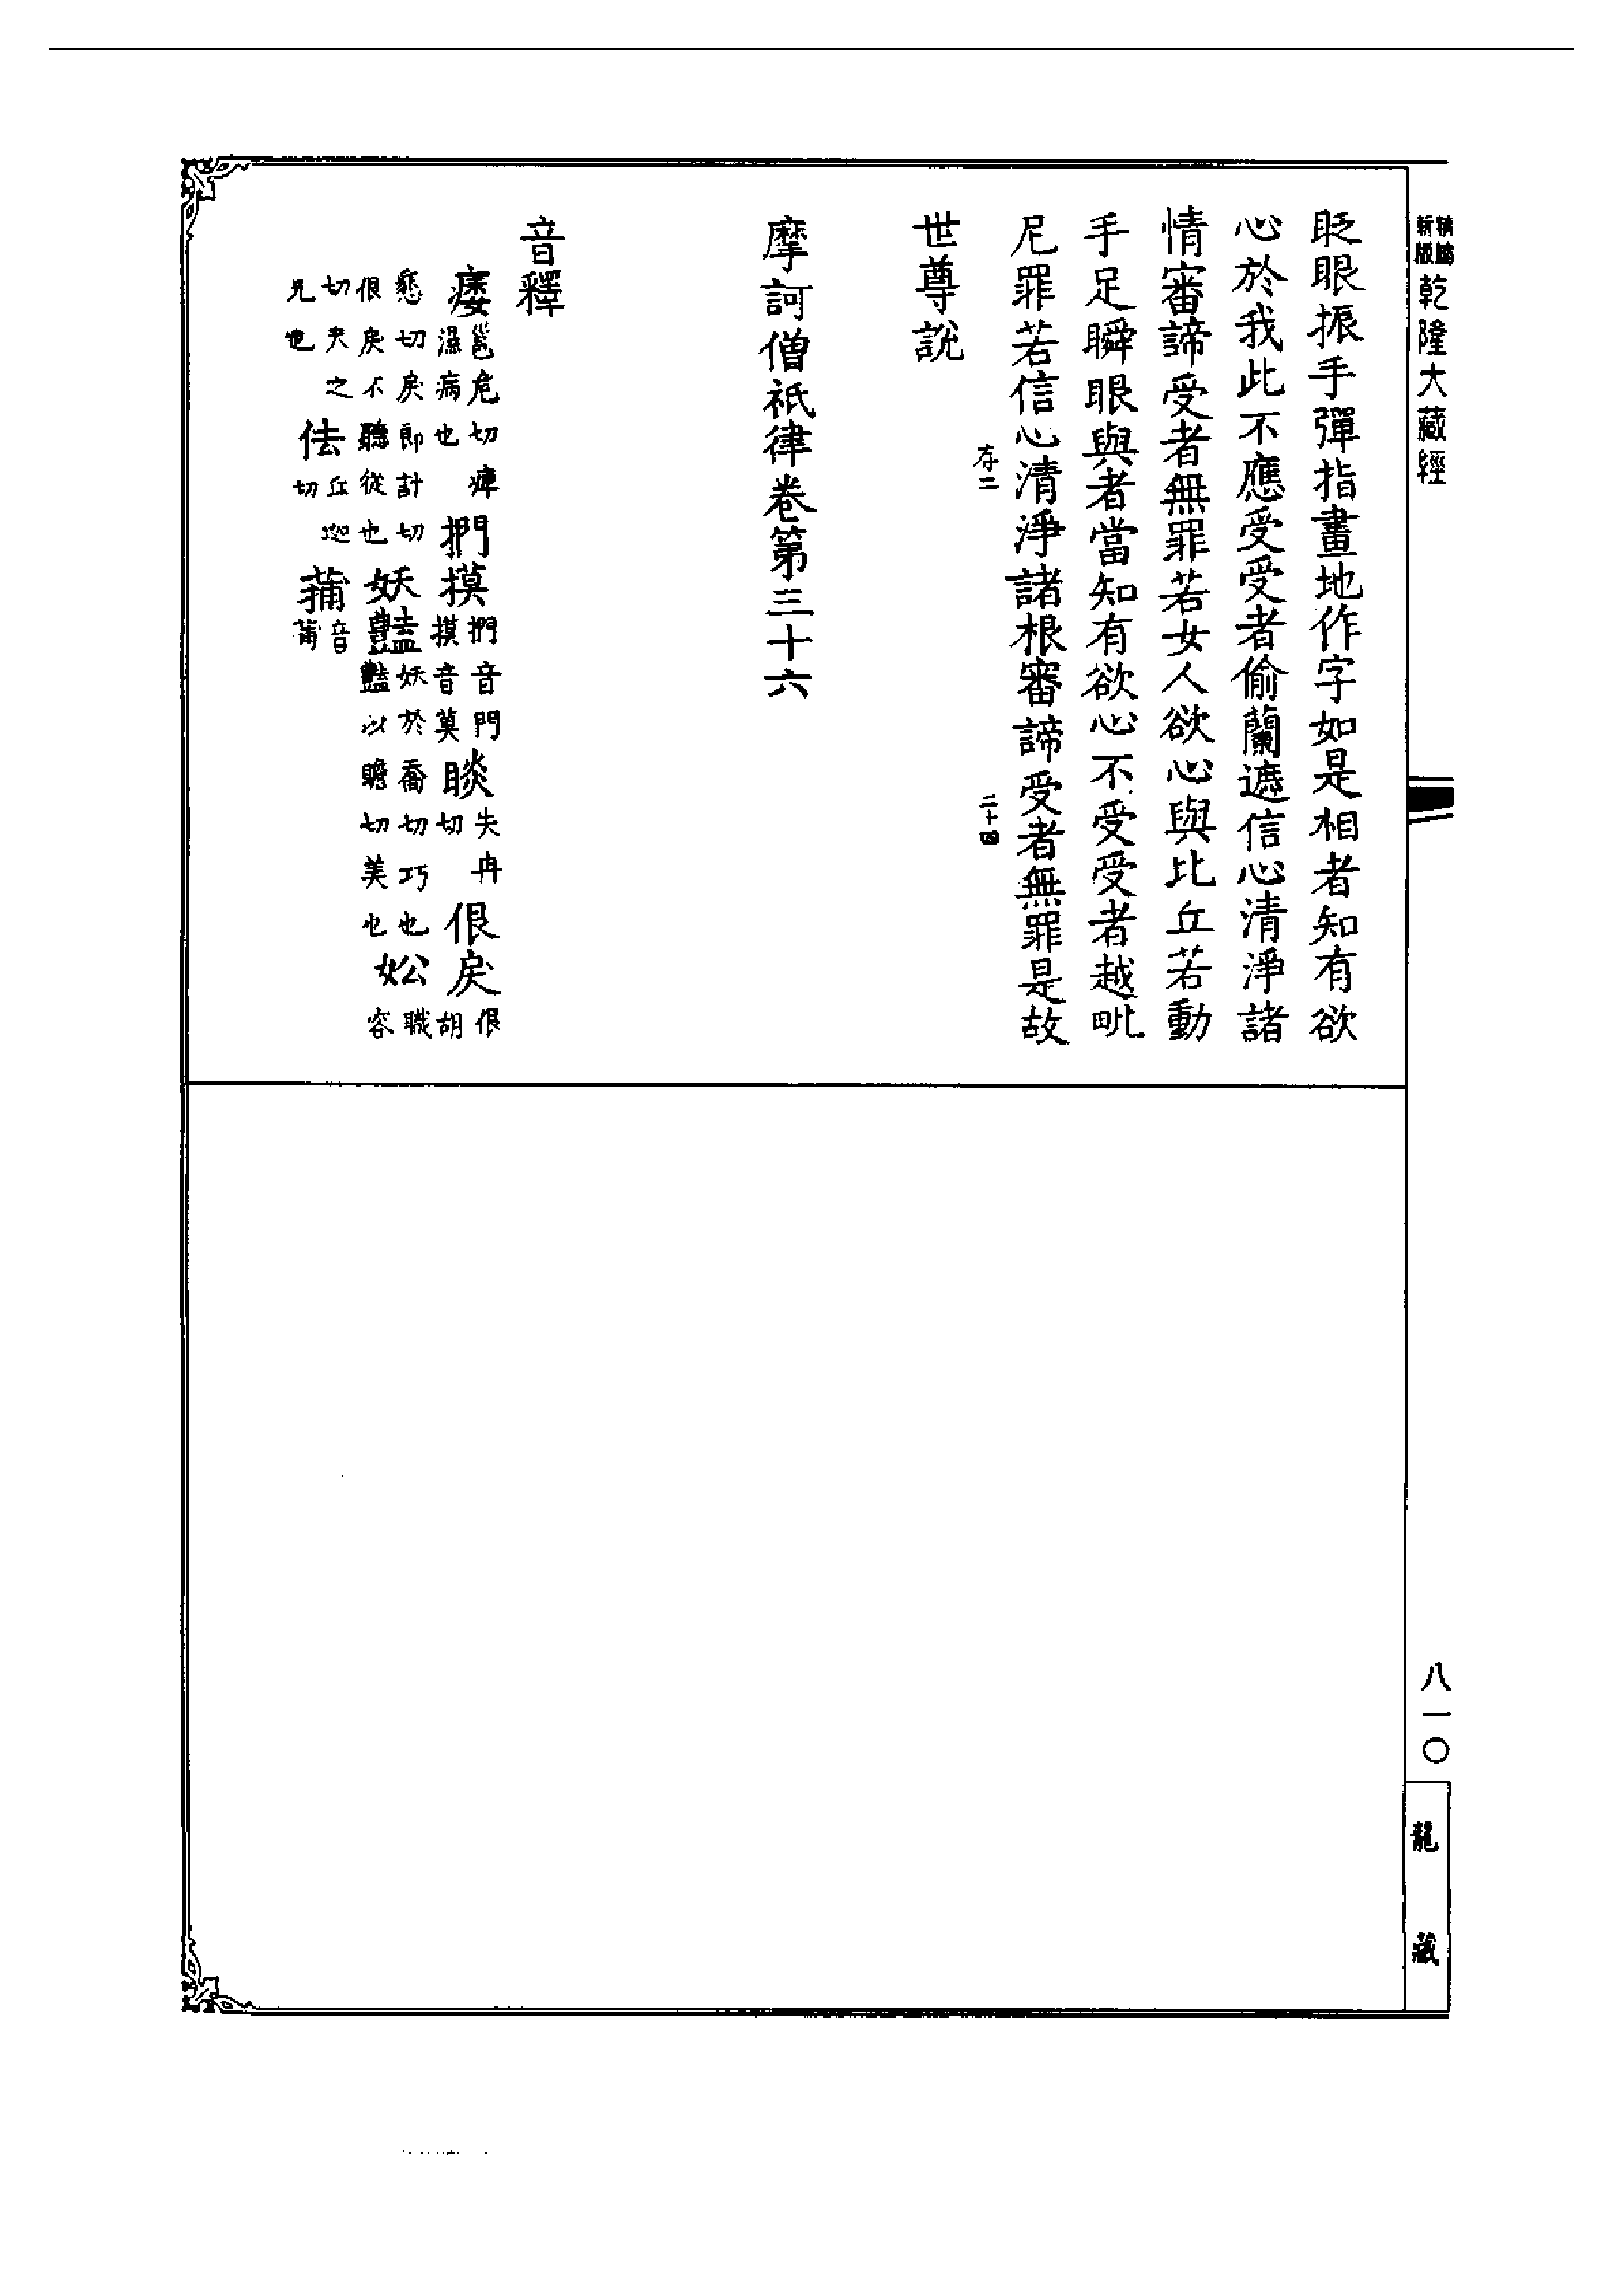 新版
乾隆大藏經
眨眼振手彈指畫地作字如是相者知有欲
心於我此不應受受者偷蘭遮信心清淨諸
情審諦受者無罪若女人欲心與比丘若動
手足瞬眼與者當知有欲心不受受者越毗
尼罪若信心清淨諸根審諦受者無罪是故
存二 二十四
世尊說
摩訶僧祇律卷第三十六
音釋
痿邕危切痺濕病也捫摸捫音門摸音莫睒失冉切佷戾佷胡
懇切戾郎計切佷戾不聽從也妖豔妖於喬切巧也豔以贍切美也妐職容
切夫之兄也佉丘迦切蒱音蒲
八一〇
龍藏